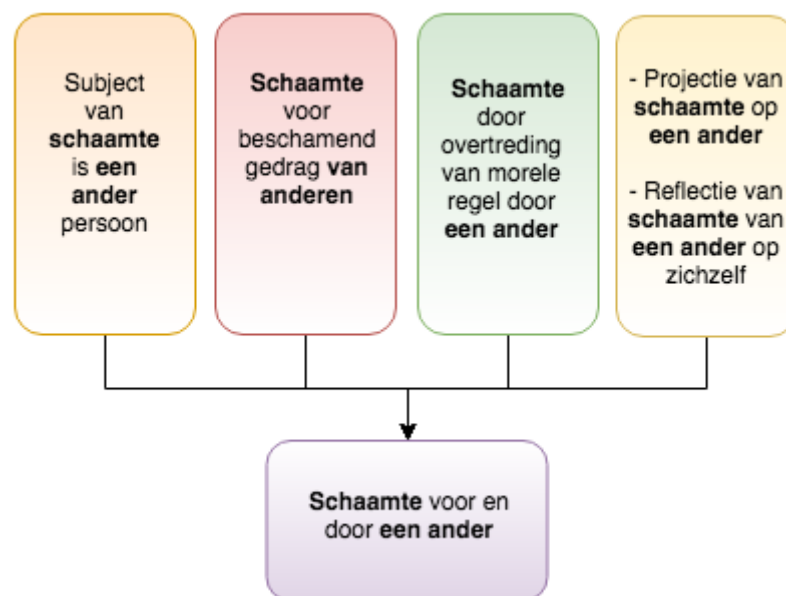 Subject
van
schaamte
is een
ander
persoon
Schaamte
voor
beschamend
gedrag van
anderen
Schaamte
door
overtreding
van morele
regel door
een ander
- Projectie van
schaamte op
een ander
- Reflectie van
schaamte van
een ander op
zichzelf
Schaamte voor en
door een ander